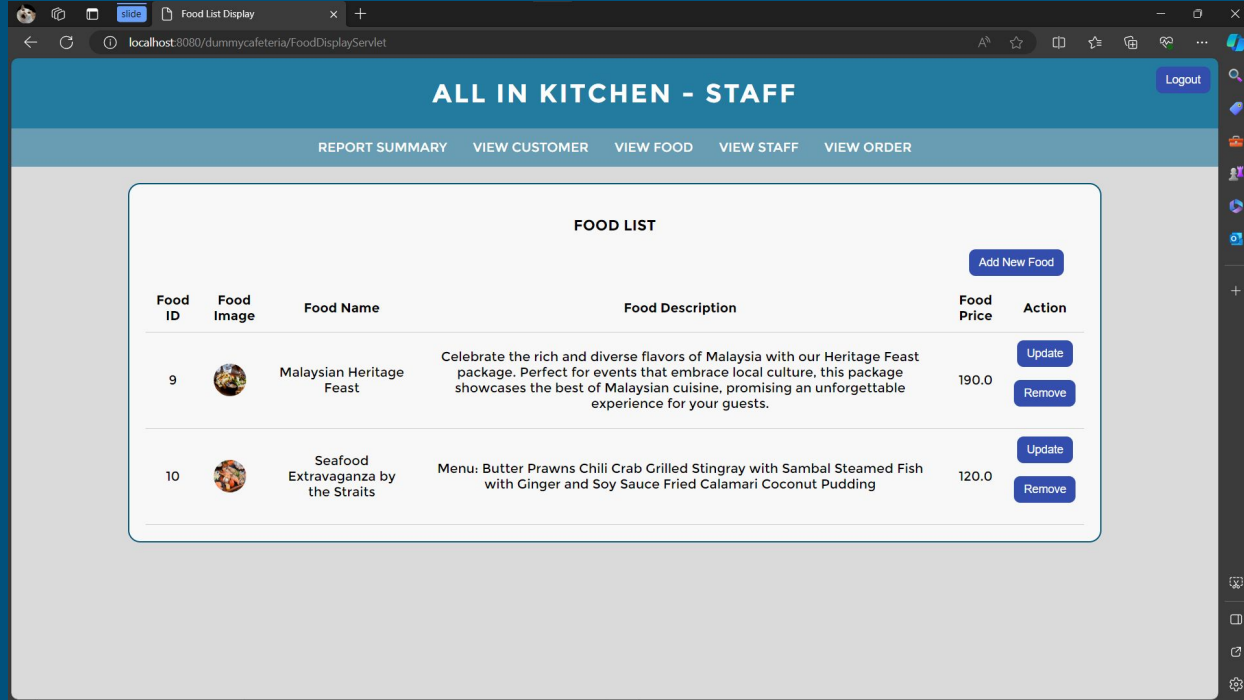 slide
Food List Display
localhost:8080/dummycafeteria/FoodDisplayServlet
ALL IN KITCHEN - STAFF
Logout
REPORT SUMMARY VIEW CUSTOMER VIEW FOOD VIEW STAFF VIEW ORDER
FOOD LIST
Add New Food
Food ID Food Image Food Name Food Description Food Price Action
9
Malaysian Heritage
Feast
Celebrate the rich and diverse flavors of Malaysia with our Heritage Feast
package. Perfect for events that embrace local culture, this package
showcases the best of Malaysian cuisine, promising an unforgettable
experience for your guests.
190.0
Update
Remove
10
Seafood
Extravaganza by
the Straits
Menu: Butter Prawns Chili Crab Grilled Stingray with Sambal Steamed Fish
with Ginger and Soy Sauce Fried Calamari Coconut Pudding
120.0
Update
Remove